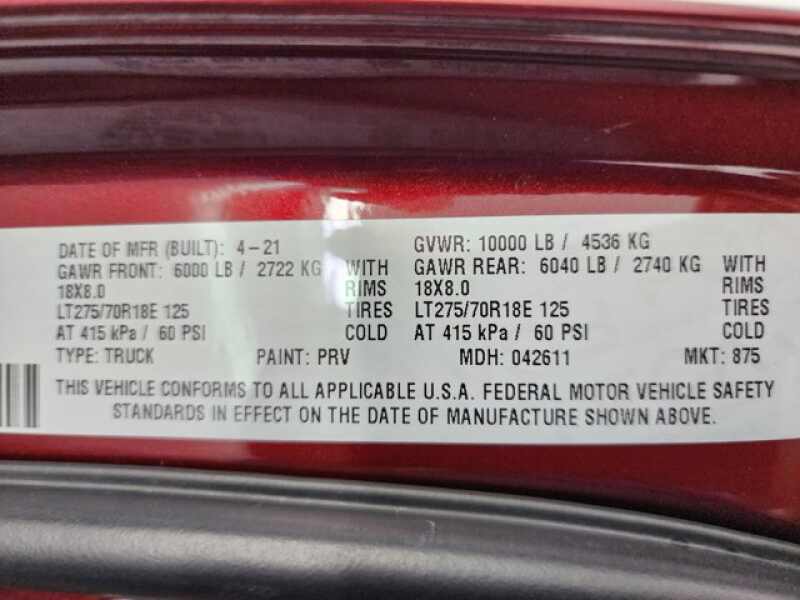 DATE OF MFR (BUILT): 4-21 GVWR: 10000 LB / 4536 KG
GAWR FRONT: 6000 LB / 2722 KG WITH GAWR REAR: 6040 LB / 2740 KG WITH
18X8.0 RIMS 18X8.0 RIMS
LT275/70R18E 125 TIRES LT275/70R18E 125 TIRES
AT 415 kPa / 60 PSI COLD AT 415 kPa / 60 PSI COLD
TYPE: TRUCK PAINT: PRV MDH: 042611 MKT: 875
THIS VEHICLE CONFORMS TO ALL APPLICABLE U.S.A. FEDERAL MOTOR VEHICLE SAFETY
STANDARDS IN EFFECT ON THE DATE OF MANUFACTURE SHOWN ABOVE.